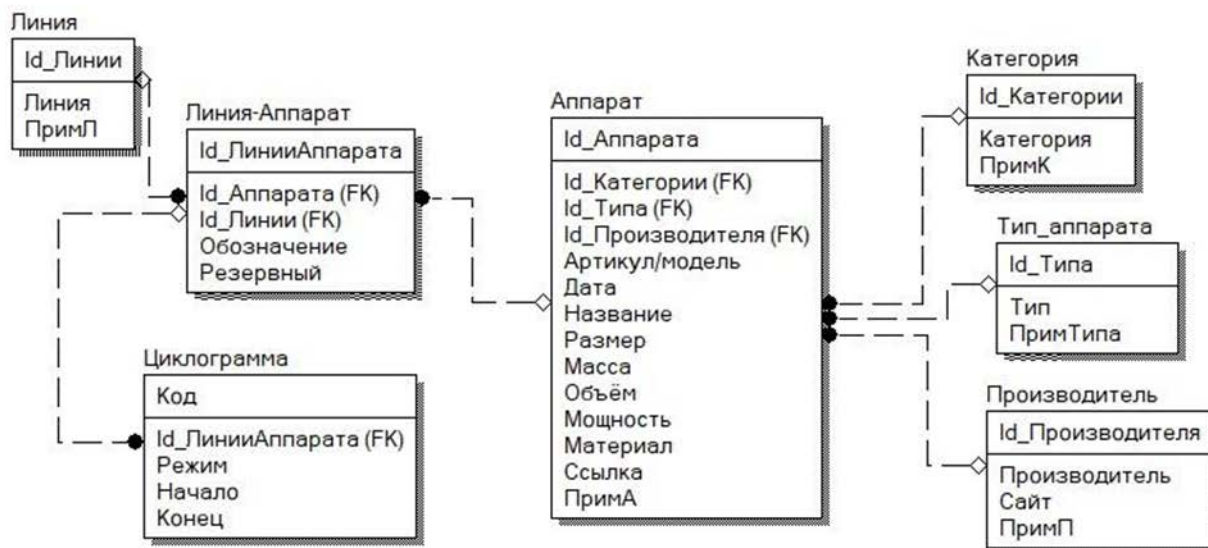 Линия
Id_Линии
Линия
ПримЛ
Линия-Аппарат
Id_ЛинииАппарата
Id_Аппарата (FK)
Id_Линии (FK)
Обозначение
Резервный
Циклограмма
Код
Id_ЛинииАппарата (FK)
Режим
Начало
Конец
Аппарат
Id_Аппарата
Id_Категории (FK)
Id_Типа (FK)
Id_Производителя (FK)
Артикул/модель
Дата
Название
Размер
Масса
Объём
Мощность
Материал
Ссылка
ПримА
Категория
Id_Категории
Категория
ПримК
Тип_аппарата
Id_Типа
Тип
ПримТипа
Производитель
Id_Производителя
Производитель
Сайт
ПримП